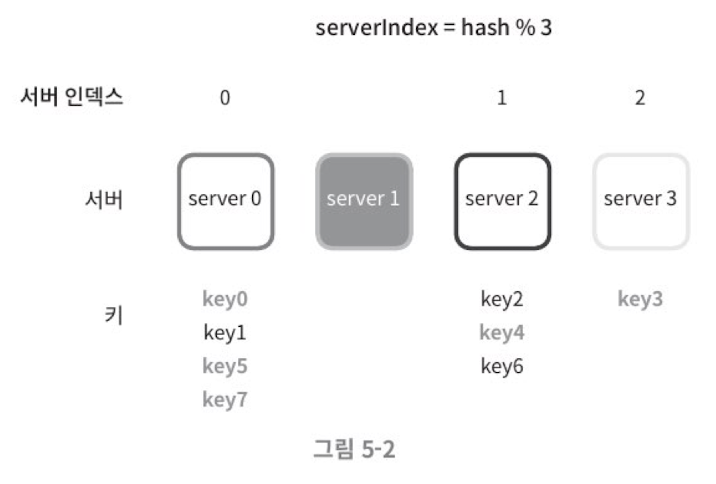 serverIndex = hash % 3
서버 인덱스 0 1 2
서버 server 0 server 1 server 2 server 3
키
key0 key2 key3
key1 key4
key5 key6
key7
그림 5-2